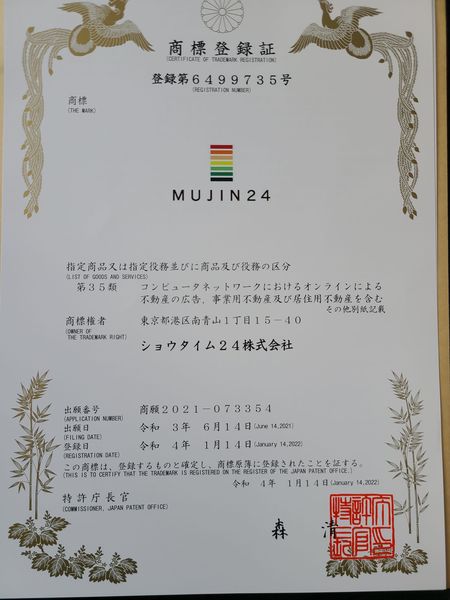 商標登録証
(CERTIFICATE OF TRADEMARK REGISTRATION)
登録第6499735号
(REGISTRATION NUMBER)
商標
(THE MARK)
MUJIN24
指定商品又は指定役務並びに商品及び役務の区分
(LIST OF GOODS AND SERVICES)
第35類 コンピュータネットワークにおけるオンラインによる
不動産の広告，事業用不動産及び居住用不動産を含む
その他別紙記載
商標権者 東京都港区南青山1丁目15-40
(OWNER OF
THE TRADEMARK RIGHT)
ショウタイム24株式会社
出願番号 商願2021-073354
(APPLICATION NUMBER)
出願日 令和 3年 6月14日(June 14,2021)
(FILING DATE)
登録日 令和 4年 1月14日(January 14,2022)
(REGISTRATION DATE)
この商標は、登録するものと確定し、商標原簿に登録されたことを証する。
(THIS IS TO CERTIFY THAT THE TRADEMARK IS REGISTERED ON THE REGISTER OF THE JAPAN PATENT OFFICE.)
令和 4年 1月14日(January 14,2022)
特許庁長官
(COMMISSIONER, JAPAN PATENT OFFICE)
森 清